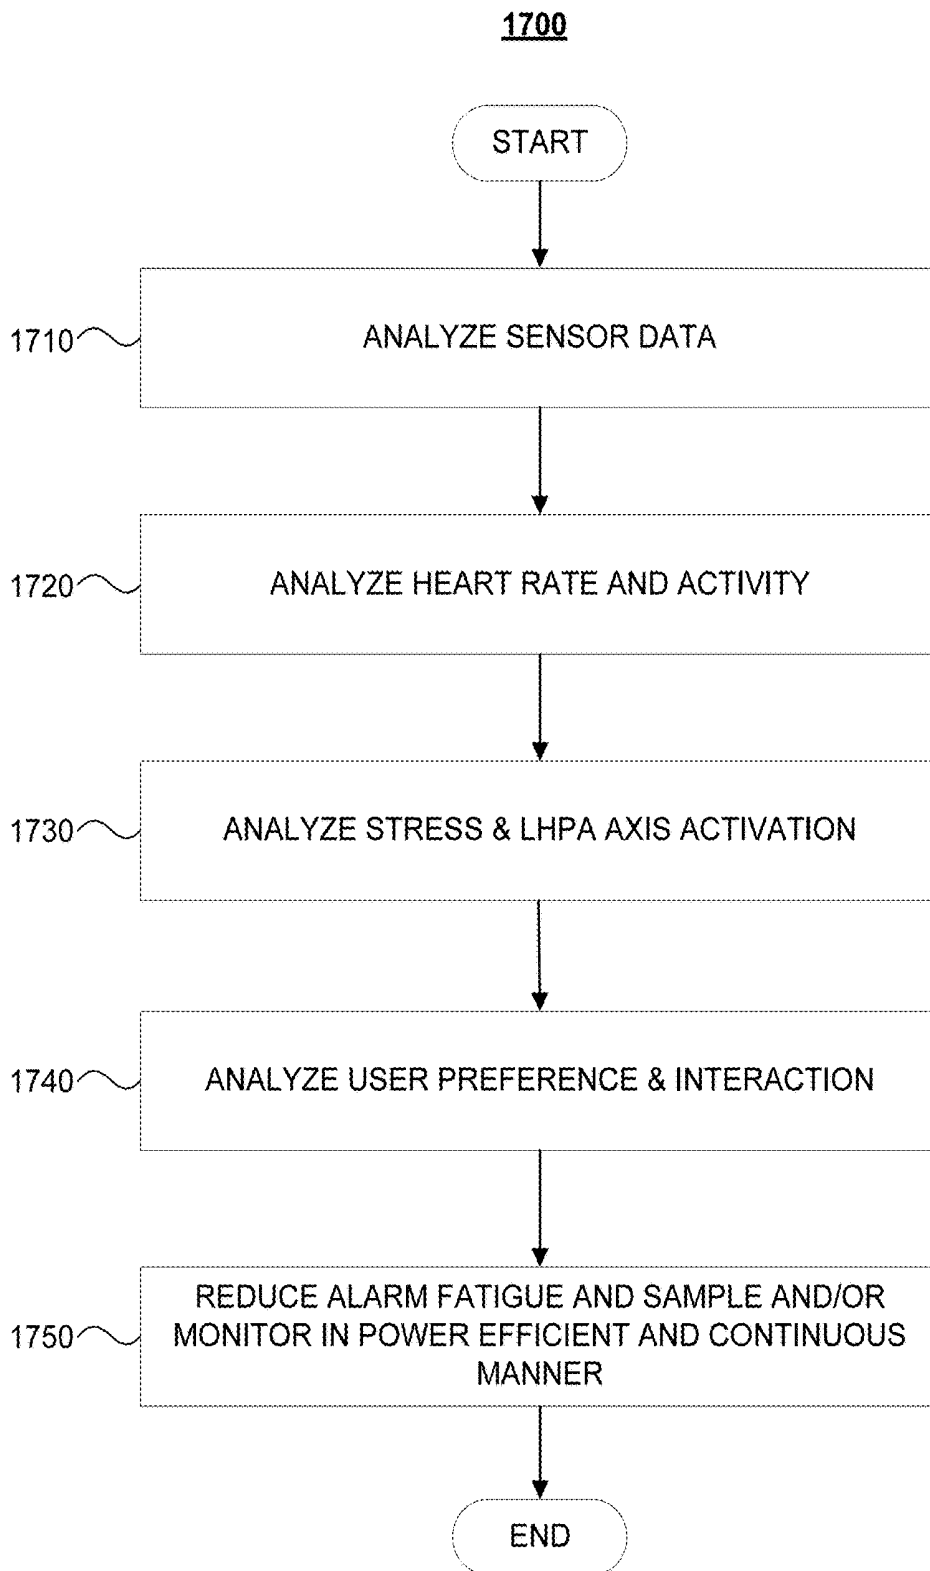 1700
START
1710
ANALYZE SENSOR DATA
1720
ANALYZE HEART RATE AND ACTIVITY
1730
ANALYZE STRESS & LHPA AXIS ACTIVATION
1740
ANALYZE USER PREFERENCE & INTERACTION
1750
REDUCE ALARM FATIGUE AND SAMPLE AND/OR
MONITOR IN POWER EFFICIENT AND CONTINUOUS
MANNER
END